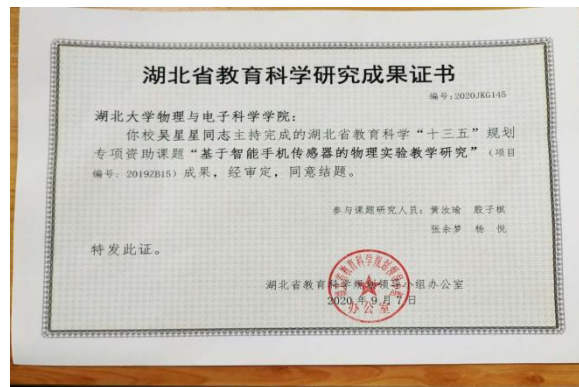 湖北省教育科学研究成果证书
编号:2020JKG145
湖北大学物理与电子科学学院:
你校吴星星同志主持完成的湖北省教育科学“十三五”规划
专项资助课题“基于智能手机传感器的物理实验教学研究”(项目
编号:2019ZB15)成果,经审定,同意结题。
参与课题研究人员:黄汝瑜 殷子棋
张余梦 杨悦
特发此证。
湖北省教育科学规划领导小组办公室
2020年9月7日
办公室